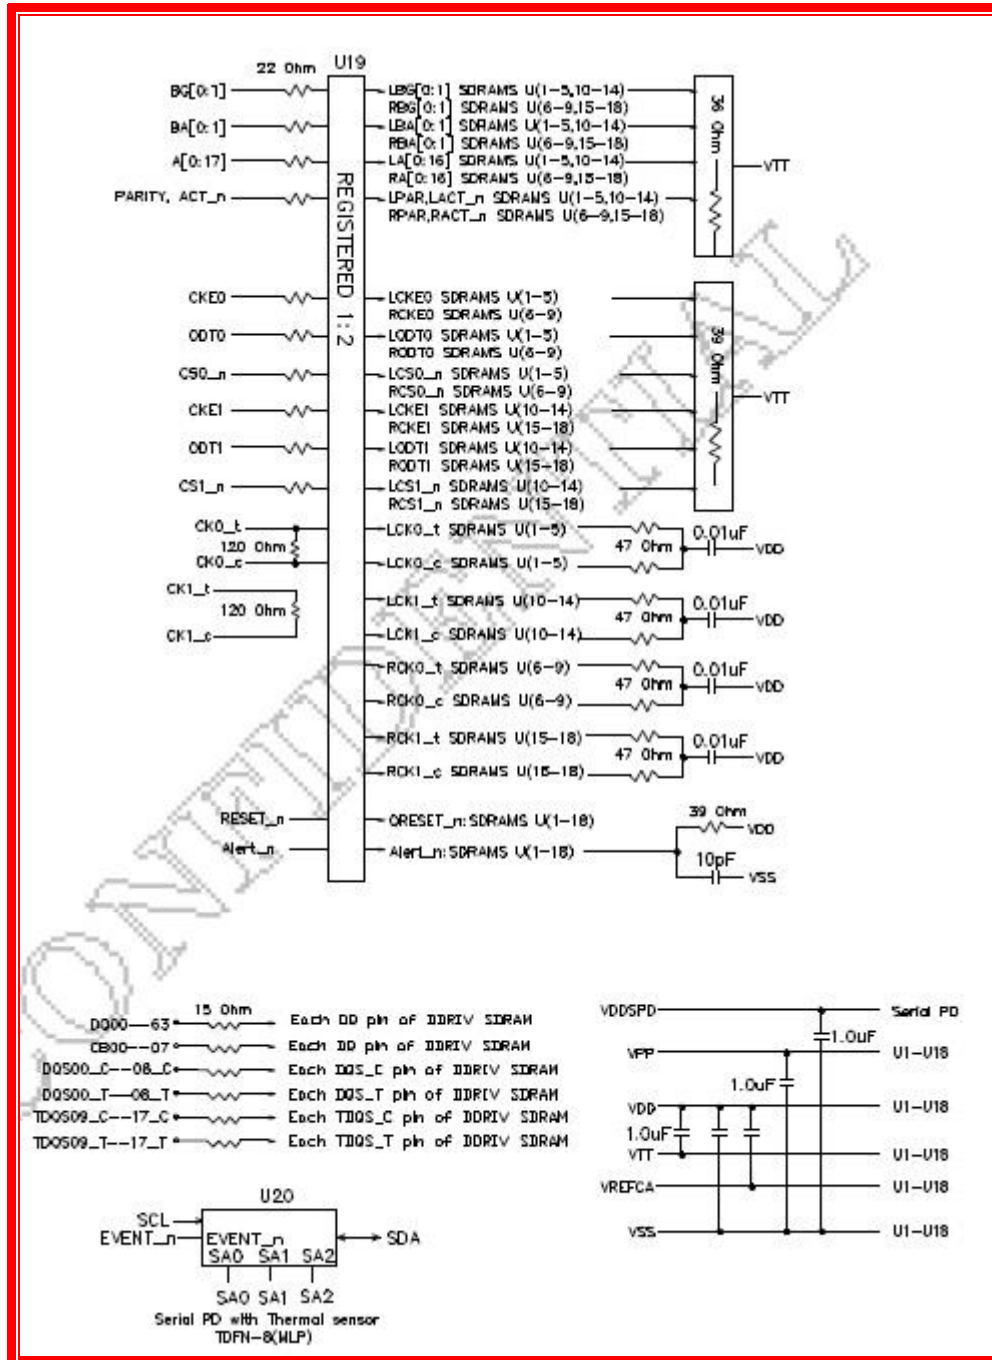 22 Ohm
U19
BG[0:1]
LBG[0:1] SDRAMS U(1-5,10-14)
RBG[0:1] SDRAMS U(6-9,15-18)
BA[0:1]
LBA[0:1] SDRAMS U(1-5,10-14)
RBA[0:1] SDRAMS U(6-9,15-18)
A[0:17]
LA[0:16] SDRAMS U(1-5,10-14)
RA[0:16] SDRAMS U(6-9,15-18)
PARITY, ACT_n
LPAR,LACT_n SDRAMS U(1-5,10-14)
RPAR,RACT_n SDRAMS U(6-9,15-18)
36 Ohm
VTT
REGISTERED 1:2
CKE0
LCKE0 SDRAMS U(1-5)
RCKE0 SDRAMS U(6-9)
ODT0
LODT0 SDRAMS U(1-5)
RODT0 SDRAMS U(6-9)
CS0_n
LCS0_n SDRAMS U(1-5)
RCS0_n SDRAMS U(6-9)
CKE1
LCKE1 SDRAMS U(10-14)
RCKE1 SDRAMS U(15-18)
ODT1
LODT1 SDRAMS U(10-14)
RODT1 SDRAMS U(15-18)
CS1_n
LCS1_n SDRAMS U(10-14)
RCS1_n SDRAMS U(15-18)
39 Ohm
VTT
CK0_t
120 Ohm
CK0_c
LCK0_t SDRAMS U(1-5)
47 Ohm
0.01uF
VDD
LCK0_c SDRAMS U(1-5)
CK1_t
120 Ohm
CK1_c
LCK1_t SDRAMS U(10-14)
47 Ohm
0.01uF
VDD
LCK1_c SDRAMS U(10-14)
RCK0_t SDRAMS U(6-9)
47 Ohm
0.01uF
VDD
RCK0_c SDRAMS U(6-9)
RCK1_t SDRAMS U(15-18)
47 Ohm
0.01uF
VDD
RCK1_c SDRAMS U(16-18)
RESET_n
QRESET_n:SDRAMS U(1-18)
Alert_n
Alert_n:SDRAMS U(1-18)
39 Ohm
VDD
10pF
VSS
CONFIDENTIAL
15 Ohm
DQ00--63
Each DQ pin of DDRIV SDRAM
CB00--07
Each DQ pin of DDRIV SDRAM
DQS00_C--08_C
Each DQS_C pin of DDRIV SDRAM
DQS00_T--08_T
Each DQS_T pin of DDRIV SDRAM
TDQS09_C--17_C
Each TDQS_C pin of DDRIV SDRAM
TDQS09_T--17_T
Each TDQS_T pin of DDRIV SDRAM
VDDSPD
Serial PD
1.0uF
VPP
U1-U18
1.0uF
VDD
U1-U18
1.0uF
VTT
U1-U18
VREFCA
U1-U18
VSS
U1-U18
U20
SCL
EVENT_n
EVENT_n
SA0 SA1 SA2
SDA
SA0 SA1 SA2
Serial PD with Thermal sensor
TDFN-8(WLP)